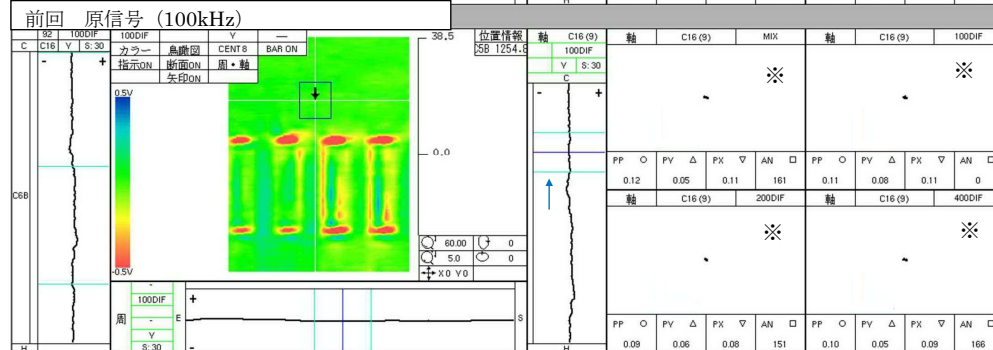 前回 原信号（100kHz）
92 100DIF
C C16 Y S:30
- +
C6B
H
100DIF Y —
カラー 鳥瞰図 CENT8 BAR ON
指示ON 断面ON 周・軸
矢印ON
0.5V
-0.5V
38.5
0.0
60.00 0
5.0 0
X0 Y0
位置情報
C5B 1254.8
周
-
100DIF
-
Y
S:30
+
E S
-
軸 C16 (9)
100DIF
Y S:30
C
- +
H
軸 C16 (9) MIX
※
PP ○ PY △ PX ▽ AN □
0.12 0.05 0.11 161
軸 C16 (9) 100DIF
※
PP ○ PY △ PX ▽ AN □
0.11 0.08 0.11 0
軸 C16 (9) 200DIF
※
PP ○ PY △ PX ▽ AN □
0.09 0.06 0.08 151
軸 C16 (9) 400DIF
※
PP ○ PY △ PX ▽ AN □
0.10 0.05 0.09 166